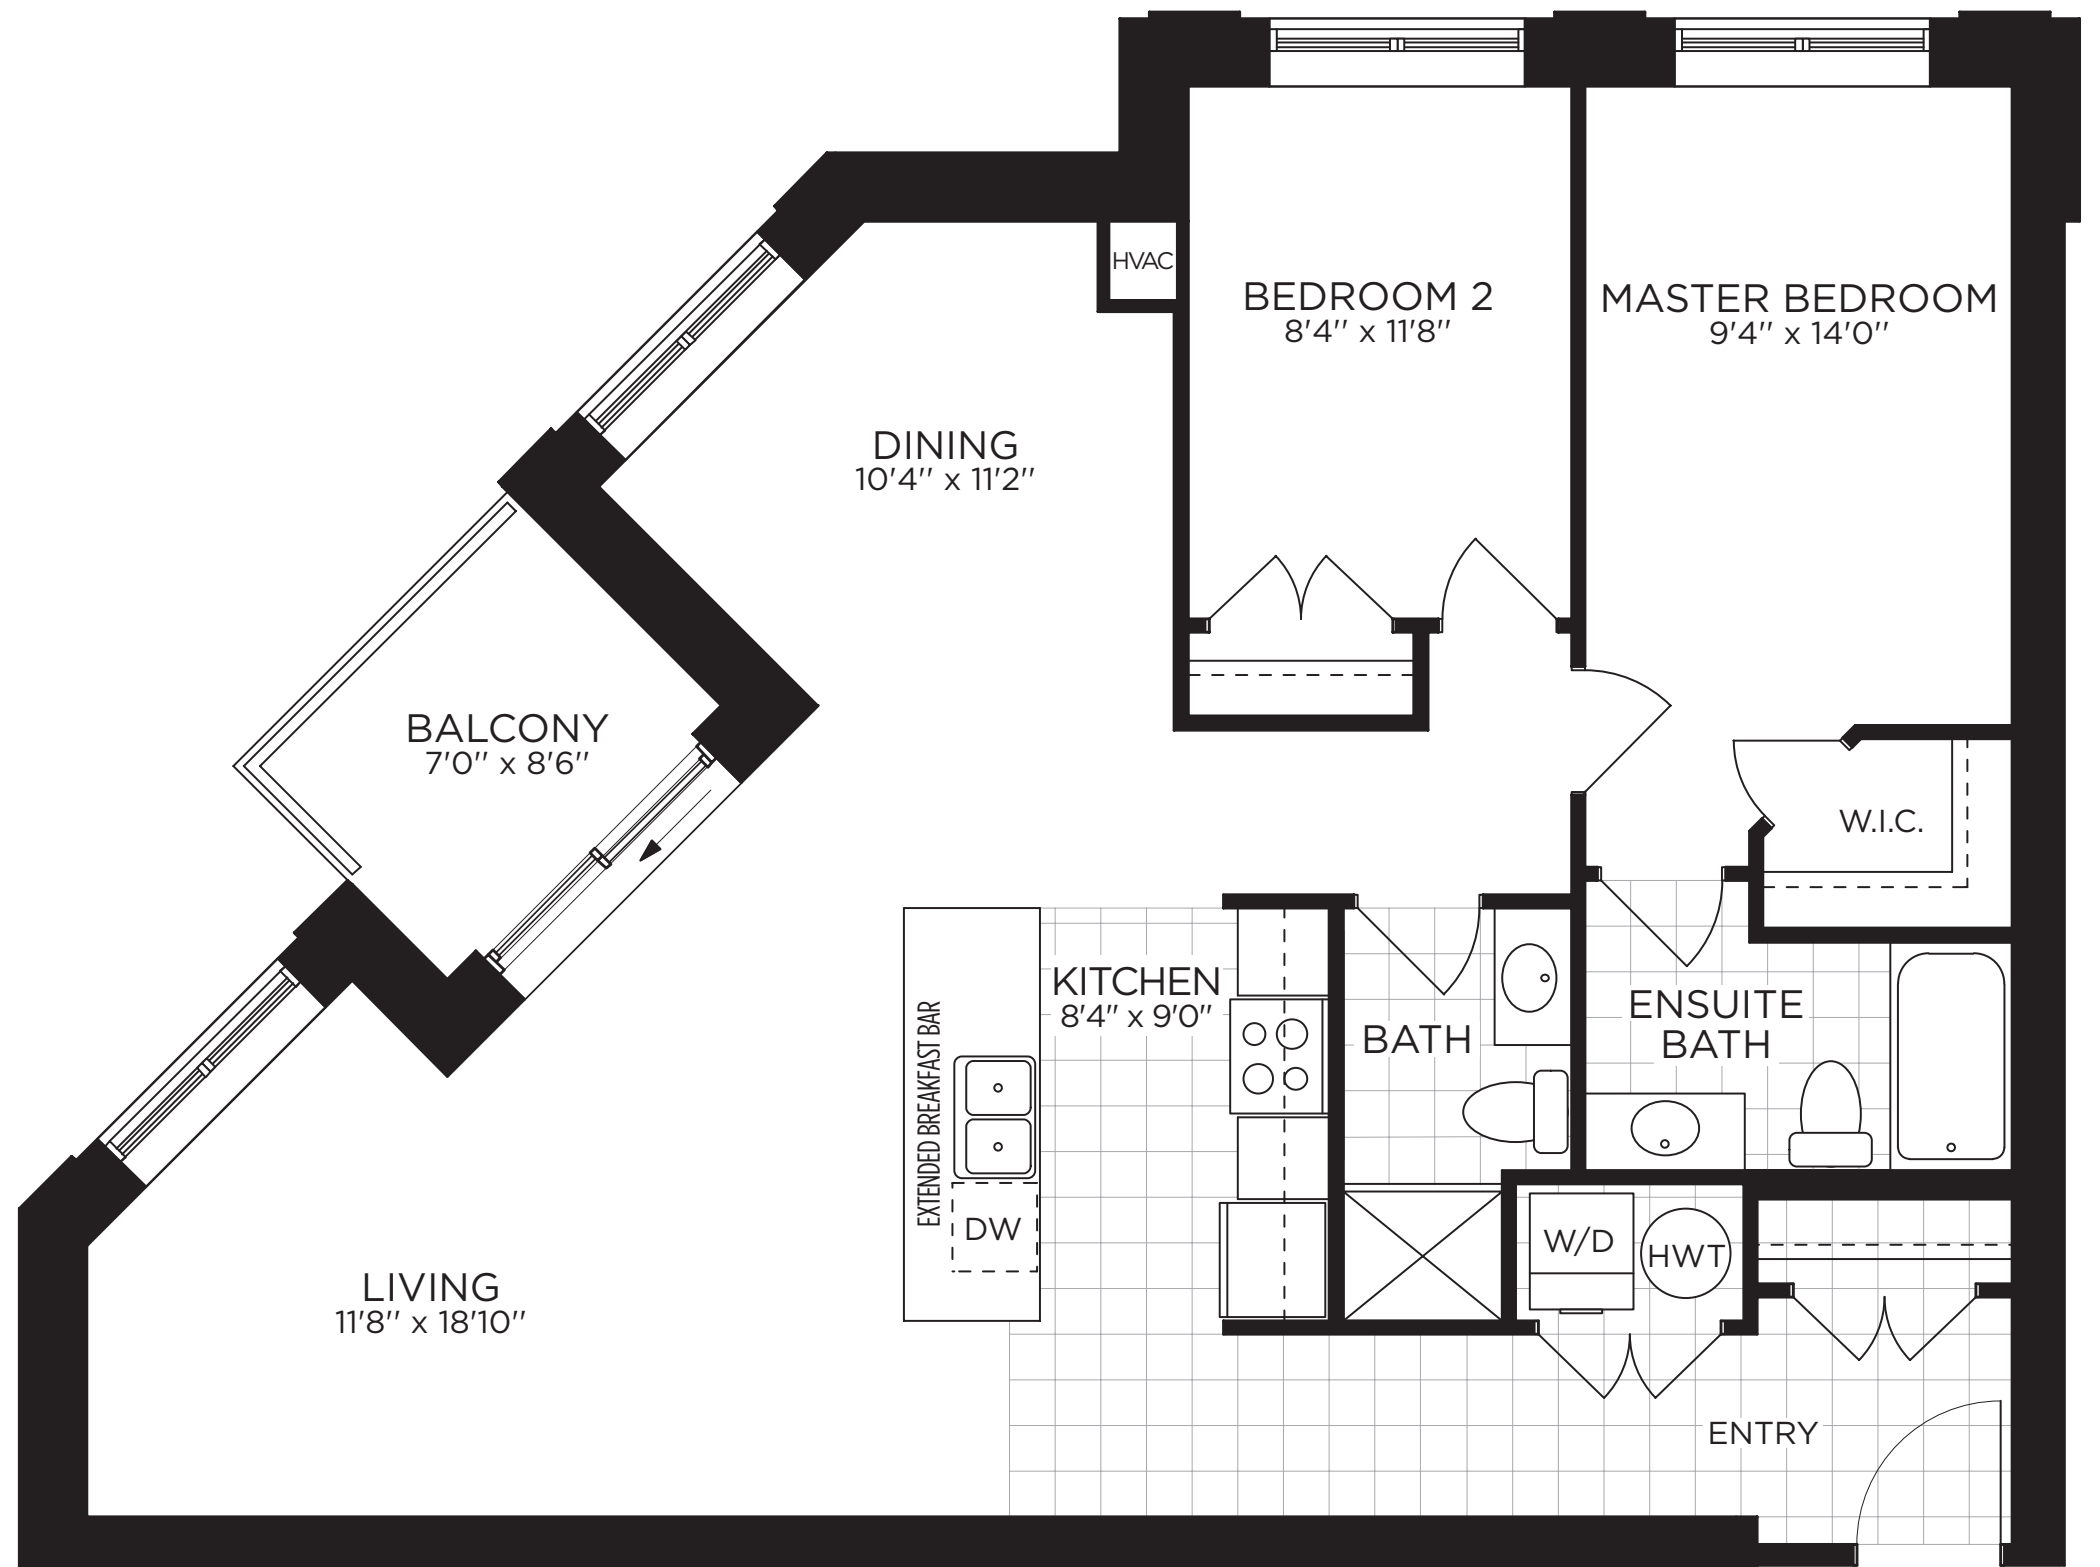 HVAC
BEDROOM 2
8'4'' x 11'8''
MASTER BEDROOM
9'4'' x 14'0''
DINING
10'4'' x 11'2''
BALCONY
7'0'' x 8'6''
W.I.C.
KITCHEN
8'4" x 9'0"
EXTENDED BREAKFAST BAR
BATH
ENSUITE
BATH
DW
W/D
HWT
LIVING
11'8'' x 18'10''
ENTRY